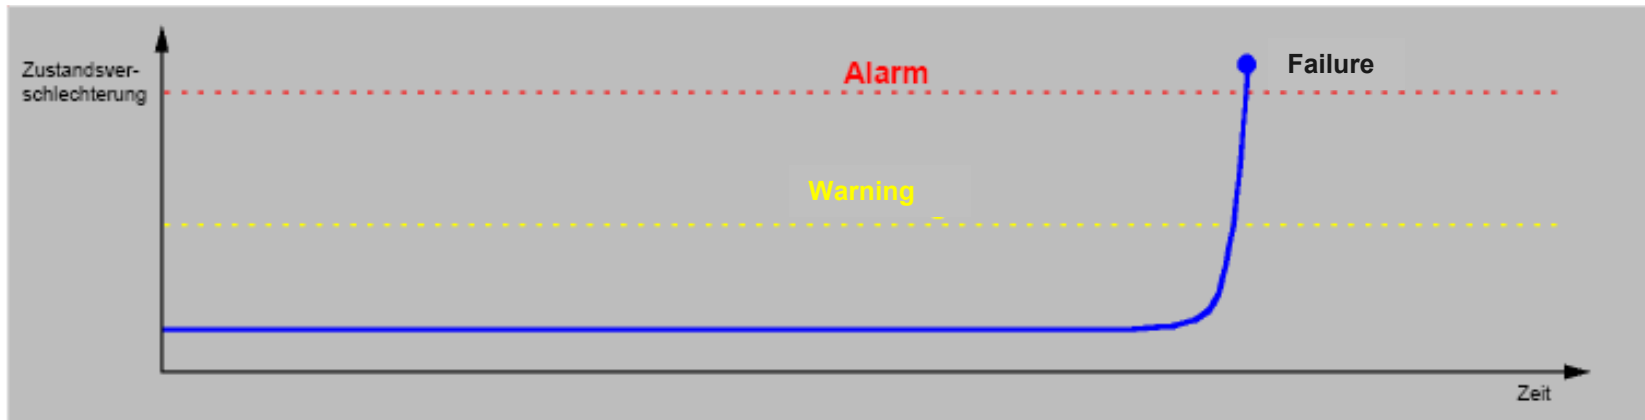 Zustandsver-
schlechterung
Alarm
Failure
Warning
Zeit